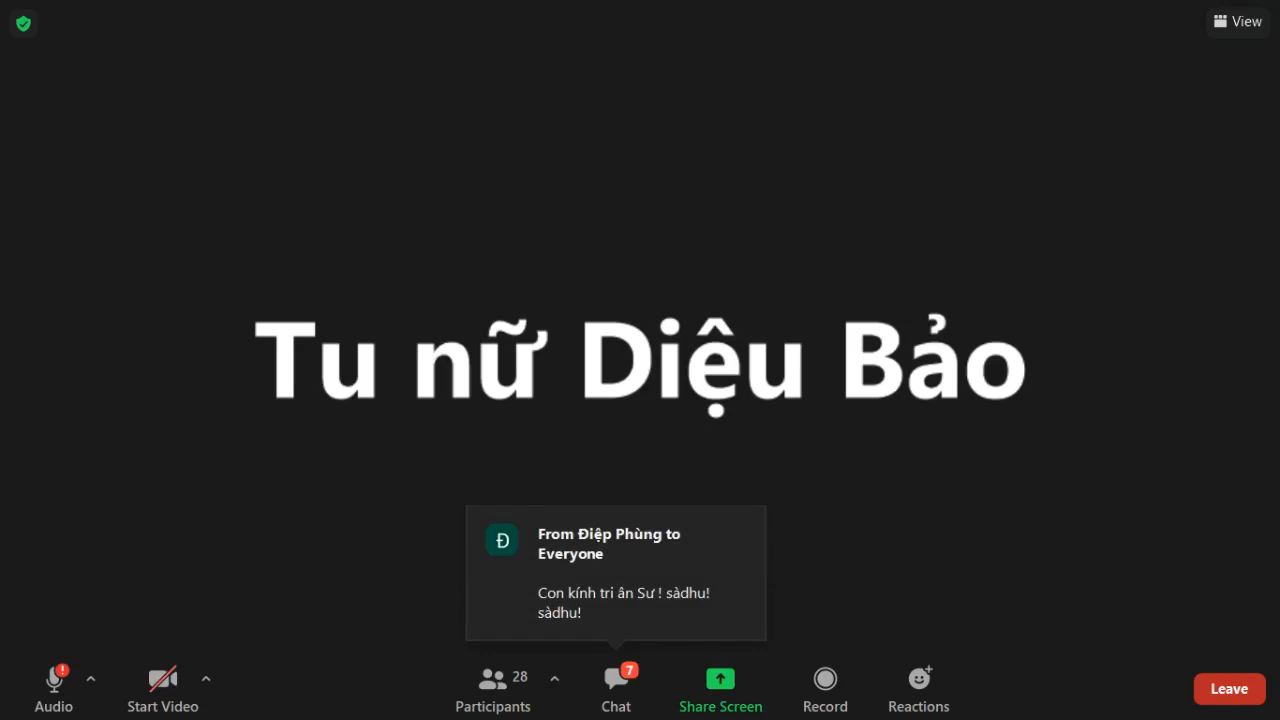 View
Tu nữ Diệu Bảo
Đ
From Điệp Phùng to
Everyone
Con kính tri ân Sư ! sàdhu!
sàdhu!
28
7
Audio
Start Video
Participants
Chat
Share Screen
Record
Reactions
Leave